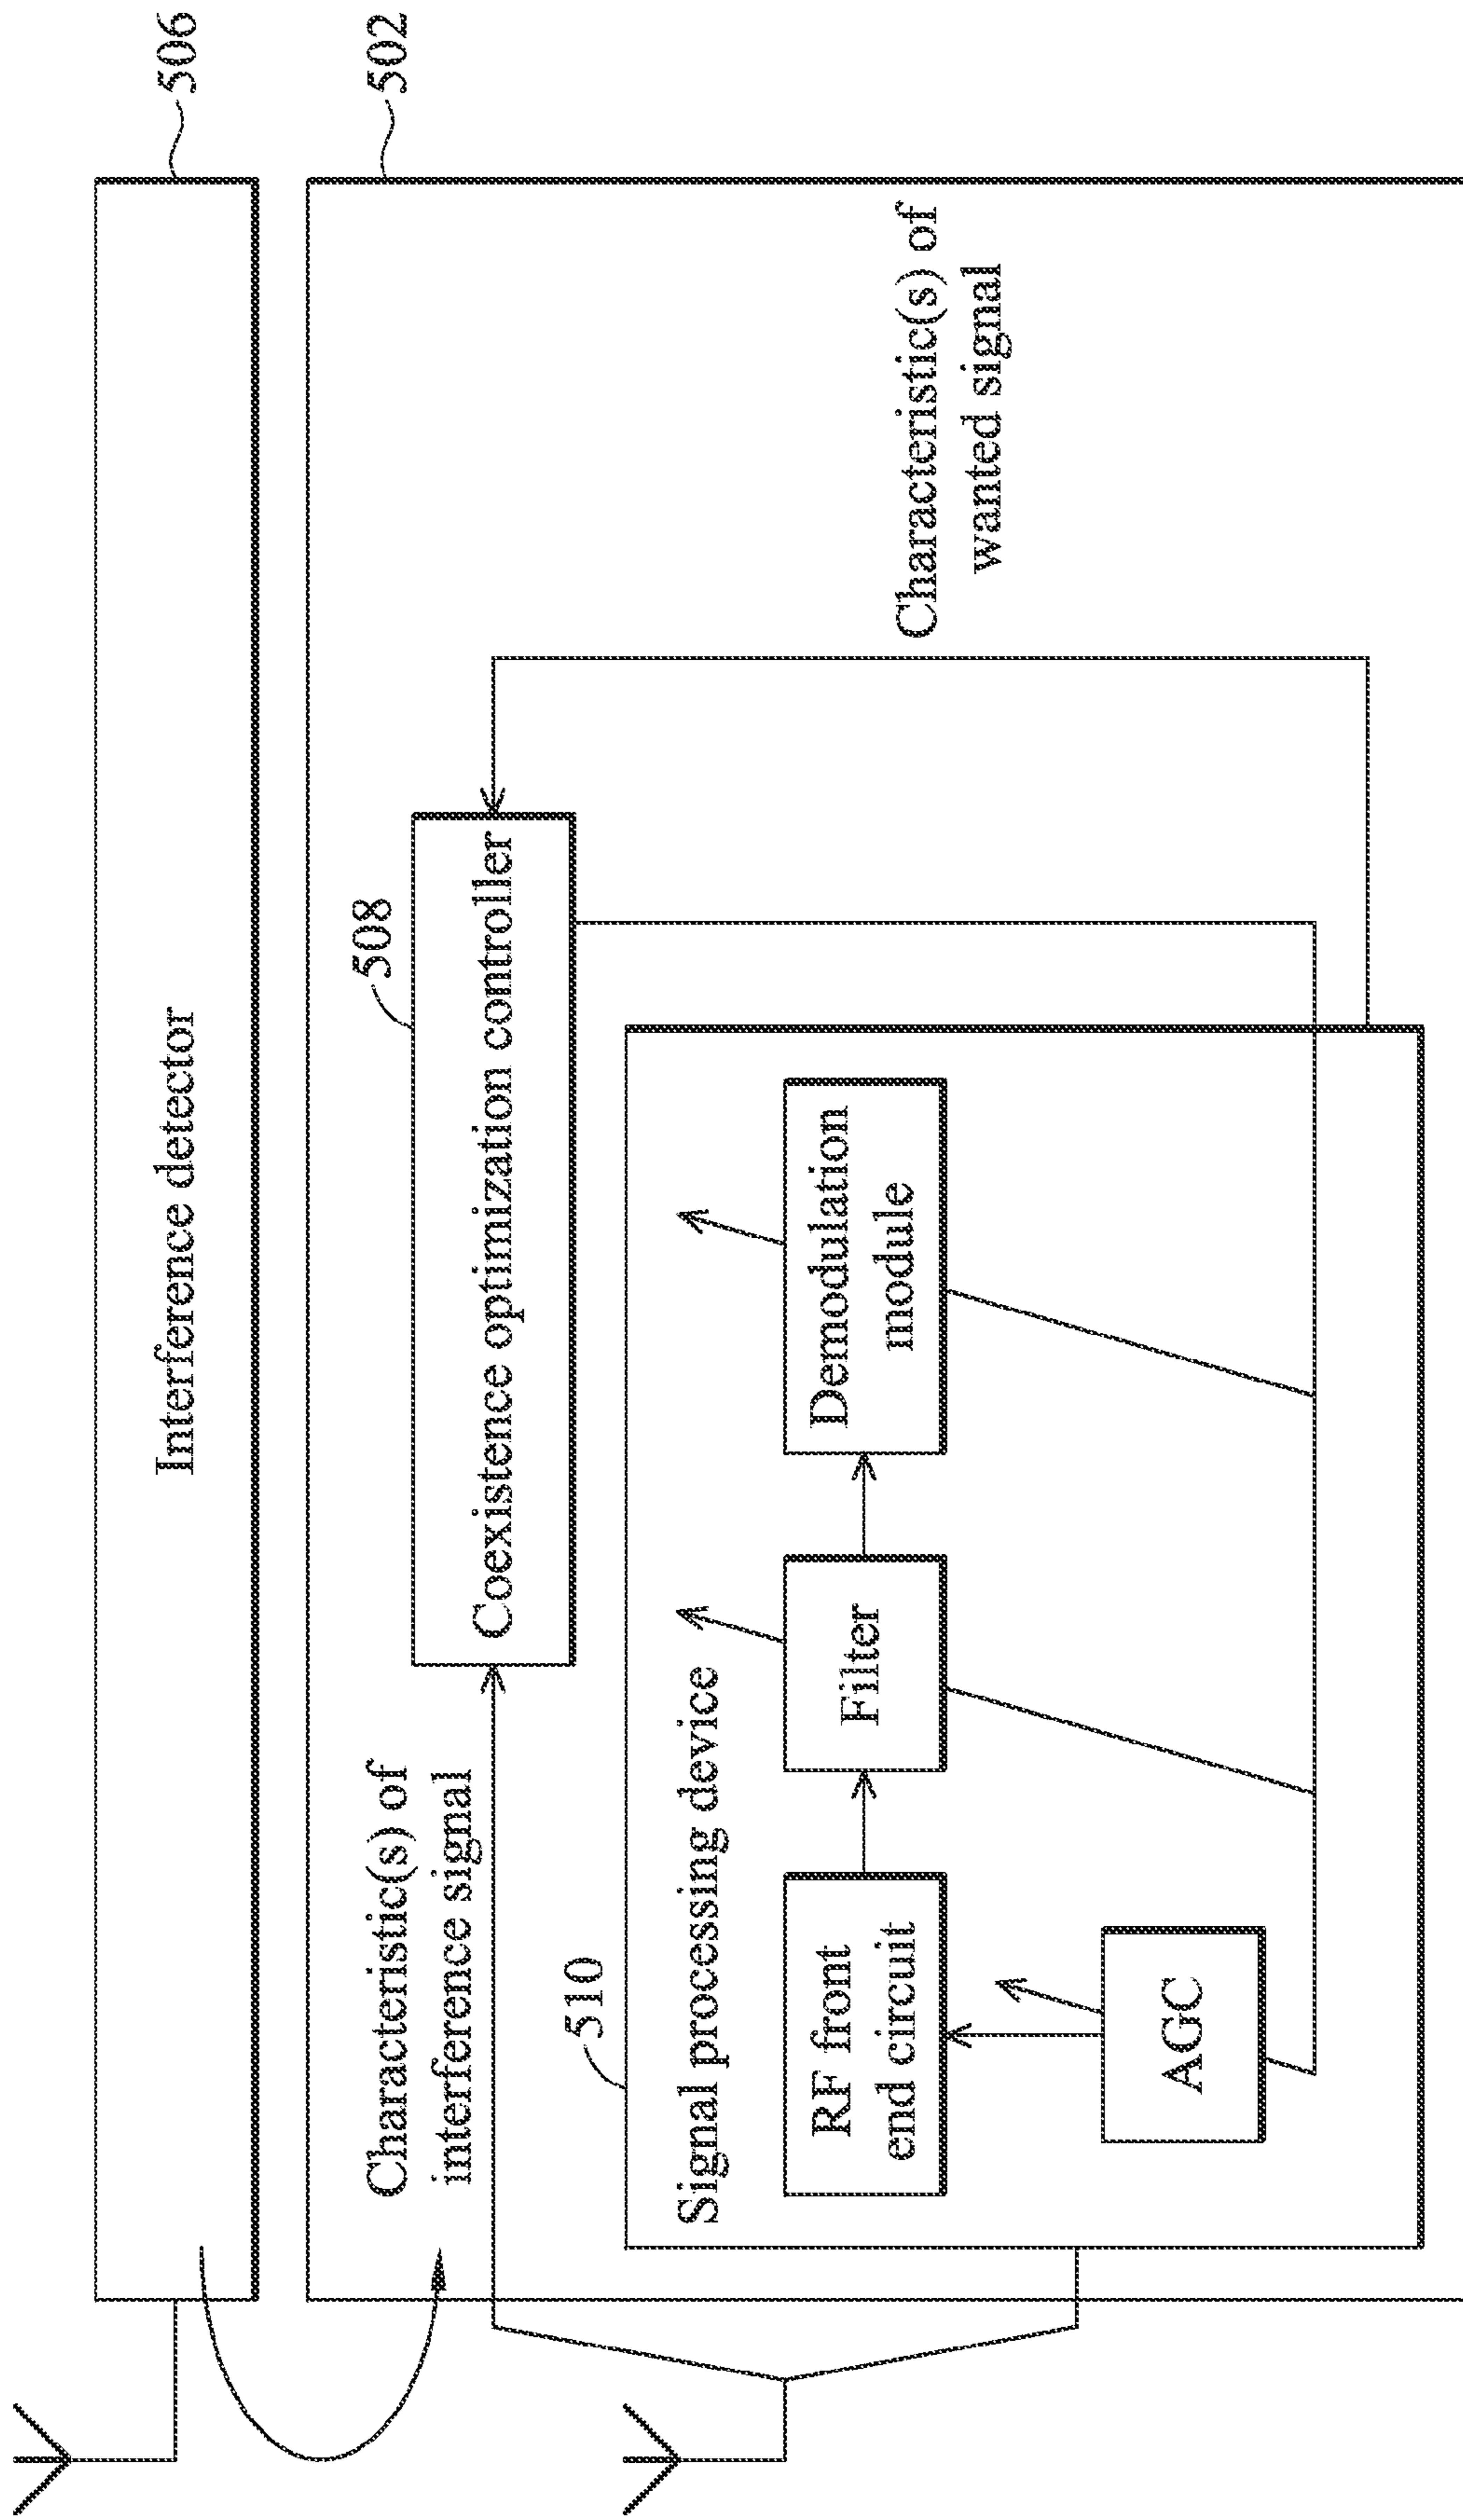 506
Interference detector
502
508
Coexistence optimization controller
Characteristic(s) of
interference signal
Characteristic(s) of
wanted signal
510
Signal processing device
RF front
end circuit
Filter
Demodulation
module
AGC